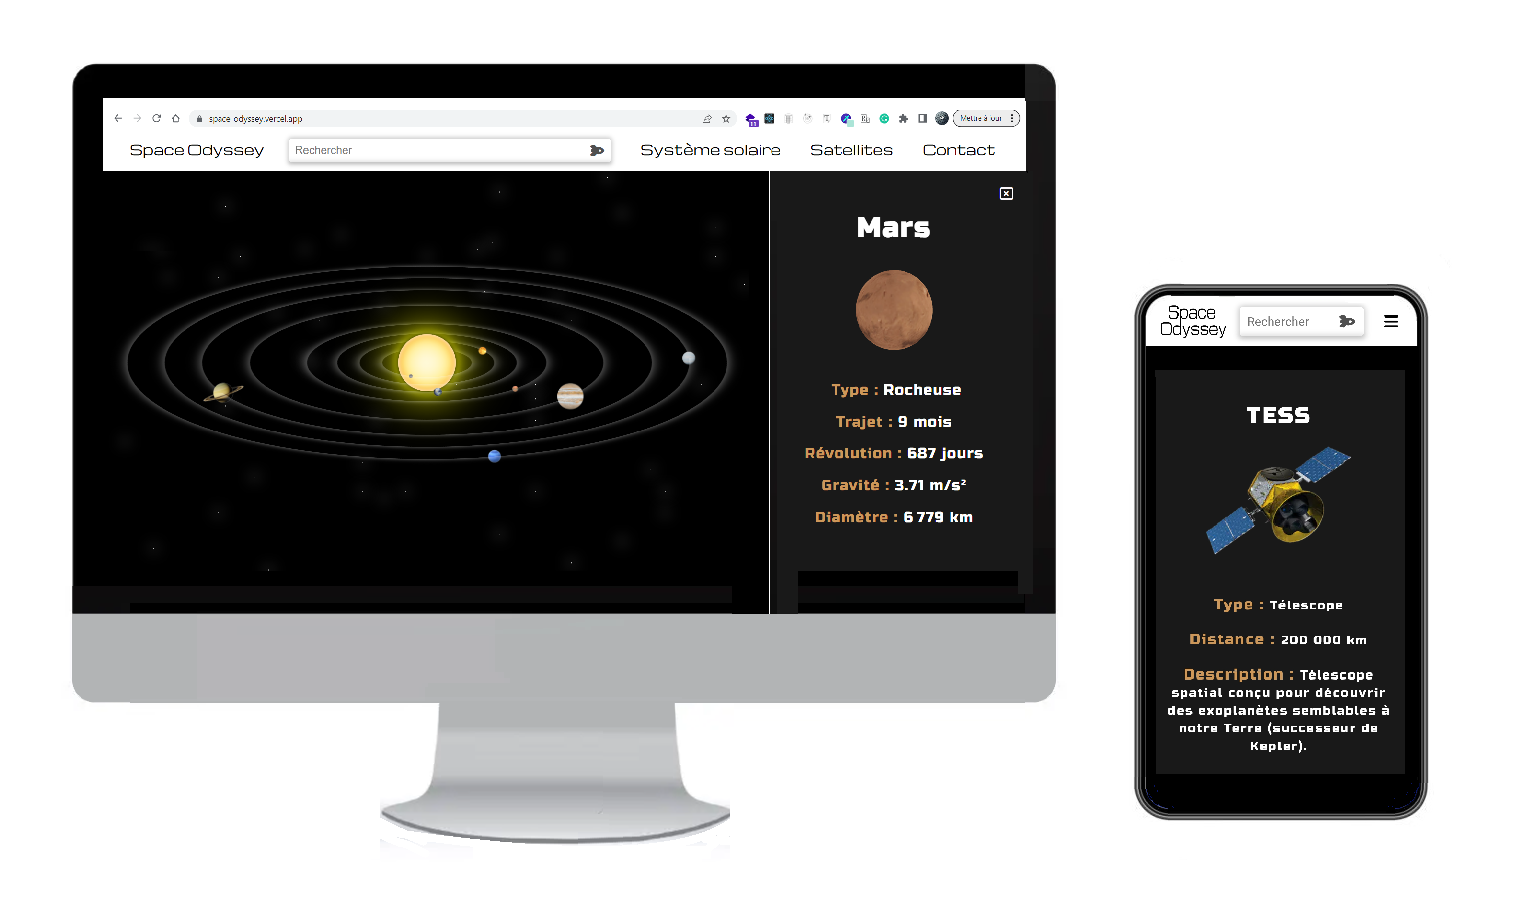 space-odyssey.vercel.app
Mettre à jour
Space Odyssey
Rechercher
Système solaire
Satellites
Contact
Mars
Type : Rocheuse
Trajet : 9 mois
Révolution : 687 jours
Gravité : 3.71 m/s²
Diamètre : 6 779 km
Space
Odyssey
Rechercher
TESS
Type : Télescope
Distance : 200 000 km
Description : Télescope
spatial conçu pour découvrir
des exoplanètes semblables à
notre Terre (successeur de
Kepler).